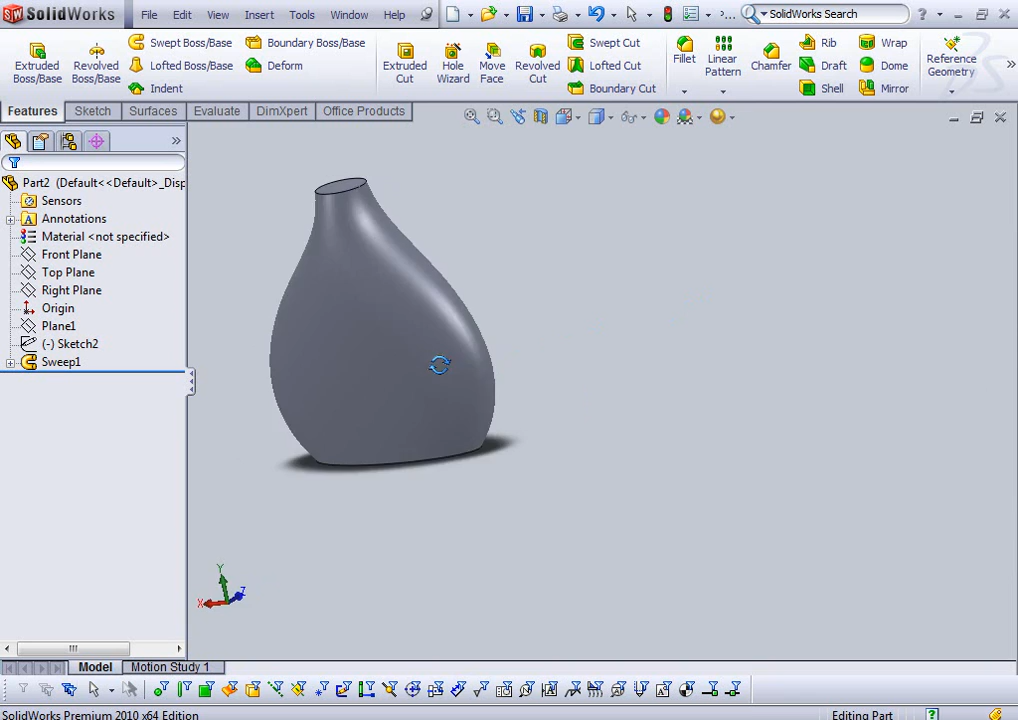 SW SolidWorks File Edit View Insert Tools Window Help ... SolidWorks Search ?
Extruded Boss/Base
Revolved Boss/Base
Swept Boss/Base
Lofted Boss/Base
Indent
Boundary Boss/Base
Deform
Extruded Cut
Hole Wizard
Move Face
Revolved Cut
Swept Cut
Lofted Cut
Boundary Cut
Fillet
Linear Pattern
Chamfer
Rib
Draft
Shell
Wrap
Dome
Mirror
Reference Geometry
»
Features Sketch Surfaces Evaluate DimXpert Office Products
»
Part2 (Default<<Default>_Disp
Sensors
A Annotations
Material <not specified>
Front Plane
Top Plane
Right Plane
Origin
Plane1
(-) Sketch2
Sweep1
Y
X
Z
Model Motion Study 1
SolidWorks Premium 2010 x64 Edition Editing Part ?